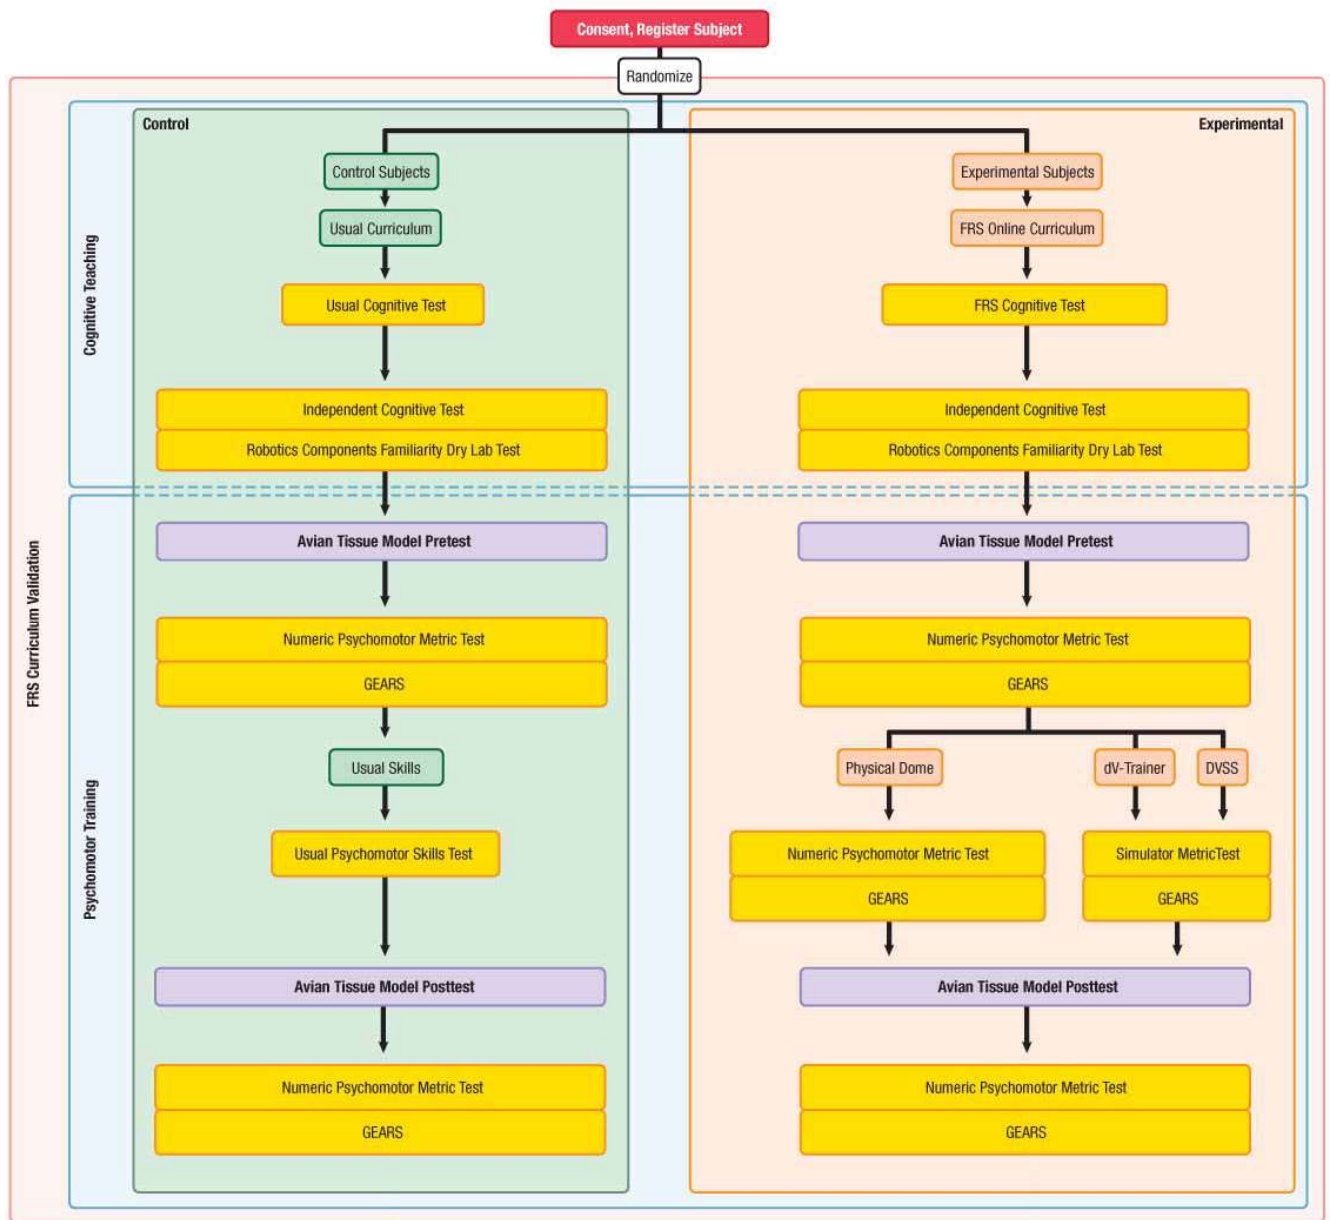 Consent, Register Subject
Randomize
Control
Experimental
Control Subjects
Experimental Subjects
Usual Curriculum
FRS Online Curriculum
Cognitive Teaching
Usual Cognitive Test
FRS Cognitive Test
Independent Cognitive Test
Independent Cognitive Test
Robotics Components Familiarity Dry Lab Test
Robotics Components Familiarity Dry Lab Test
FRS Curriculum Validation
Avian Tissue Model Pretest
Avian Tissue Model Pretest
Numeric Psychomotor Metric Test
Numeric Psychomotor Metric Test
GEARS
GEARS
Psychomotor Training
Usual Skills
Physical Dome
dV-Trainer
DVSS
Usual Psychomotor Skills Test
Numeric Psychomotor Metric Test
Simulator MetricTest
GEARS
GEARS
Avian Tissue Model Posttest
Avian Tissue Model Posttest
Numeric Psychomotor Metric Test
Numeric Psychomotor Metric Test
GEARS
GEARS